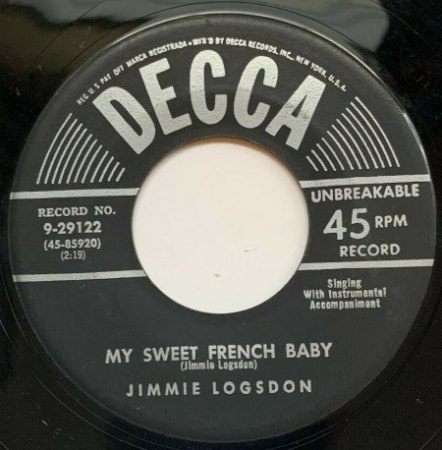 REG. U.S. PAT. OFF. MARCA REGISTRADA • MFR'D BY DECCA RECORDS, INC., NEW YORK, U.S.A.
DECCA
RECORD NO.
9-29122
(45-85920)
(2:19)
UNBREAKABLE
45 RPM
RECORD
Singing
With Instrumental
Accompaniment
MY SWEET FRENCH BABY
(Jimmie Logsdon)
JIMMIE LOGSDON